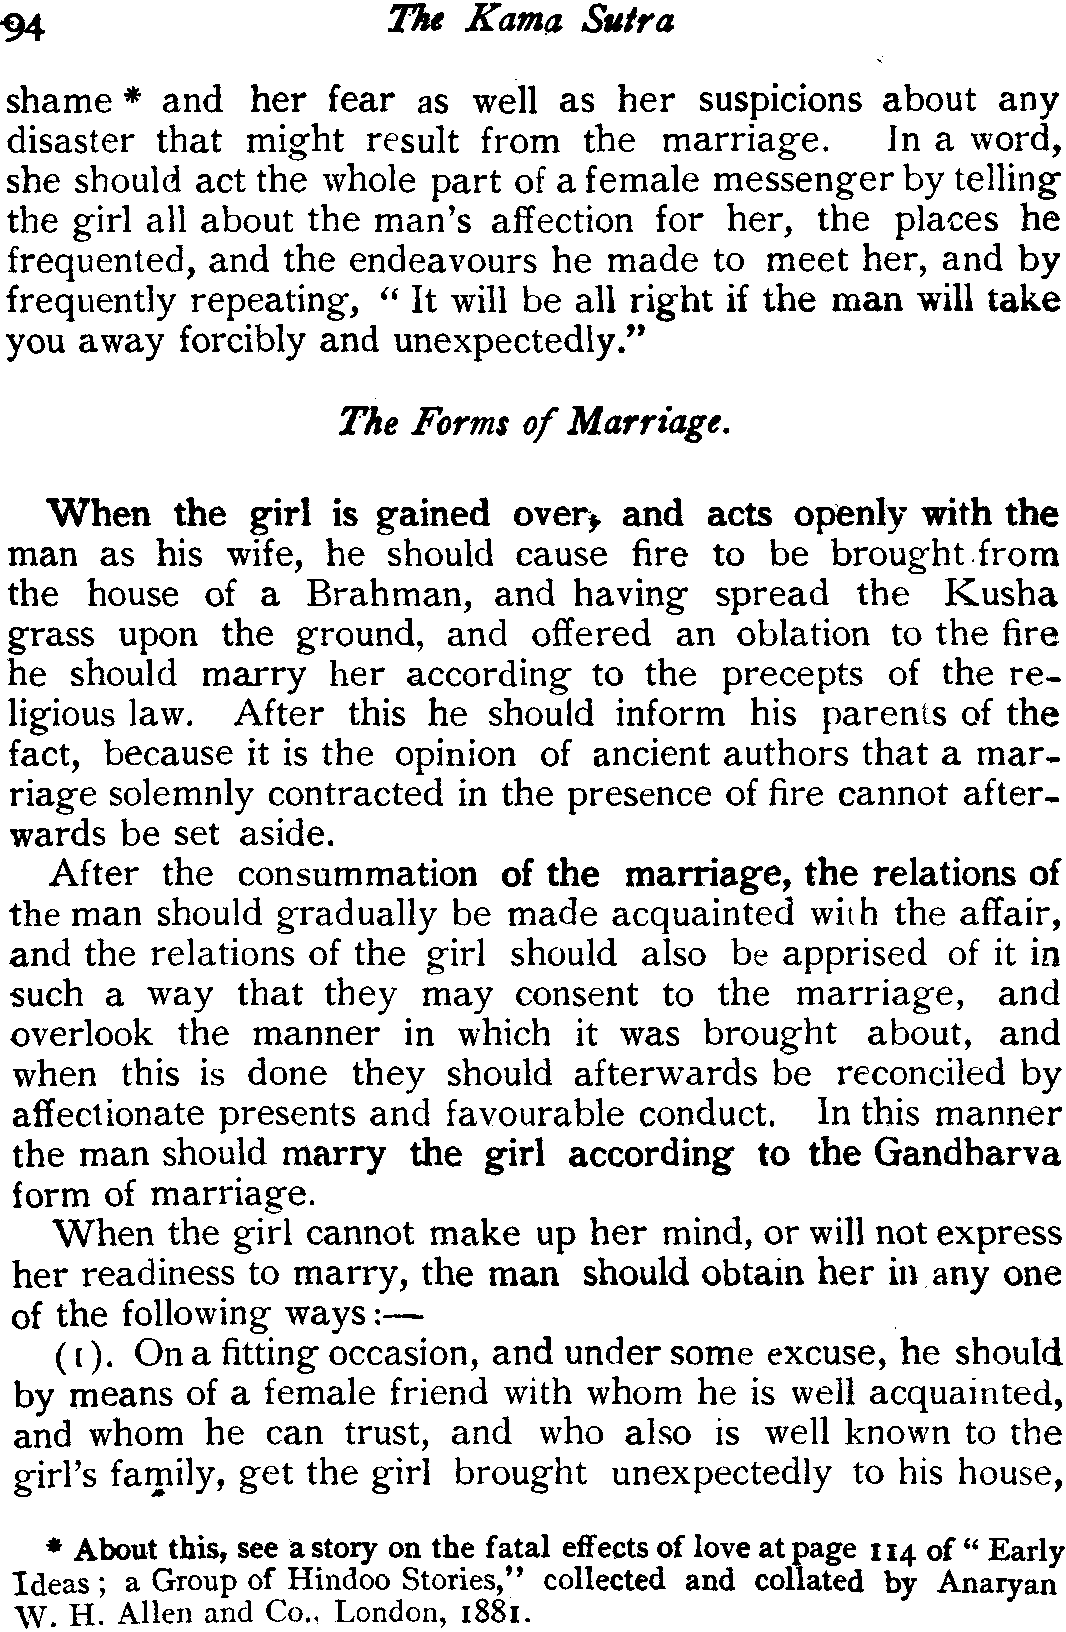 94 The Kama Sutra
shame * and her fear as well as her suspicions about any
disaster that might result from the marriage. In a word,
she should act the whole part of a female messenger by telling
the girl all about the man's affection for her, the places he
frequented, and the endeavours he made to meet her, and by
frequently repeating, “ It will be all right if the man will take
you away forcibly and unexpectedly.”
The Forms of Marriage.
When the girl is gained over, and acts openly with the
man as his wife, he should cause fire to be brought from
the house of a Brahman, and having spread the Kusha
grass upon the ground, and offered an oblation to the fire
he should marry her according to the precepts of the re-
ligious law. After this he should inform his parents of the
fact, because it is the opinion of ancient authors that a mar-
riage solemnly contracted in the presence of fire cannot after-
wards be set aside.
After the consummation of the marriage, the relations of
the man should gradually be made acquainted with the affair,
and the relations of the girl should also be apprised of it in
such a way that they may consent to the marriage, and
overlook the manner in which it was brought about, and
when this is done they should afterwards be reconciled by
affectionate presents and favourable conduct. In this manner
the man should marry the girl according to the Gandharva
form of marriage.
When the girl cannot make up her mind, or will not express
her readiness to marry, the man should obtain her in any one
of the following ways :—
(1). On a fitting occasion, and under some excuse, he should
by means of a female friend with whom he is well acquainted,
and whom he can trust, and who also is well known to the
girl's family, get the girl brought unexpectedly to his house,
* About this, see a story on the fatal effects of love at page 114 of “ Early
Ideas ; a Group of Hindoo Stories,” collected and collated by Anaryan
W. H. Allen and Co., London, 1881.